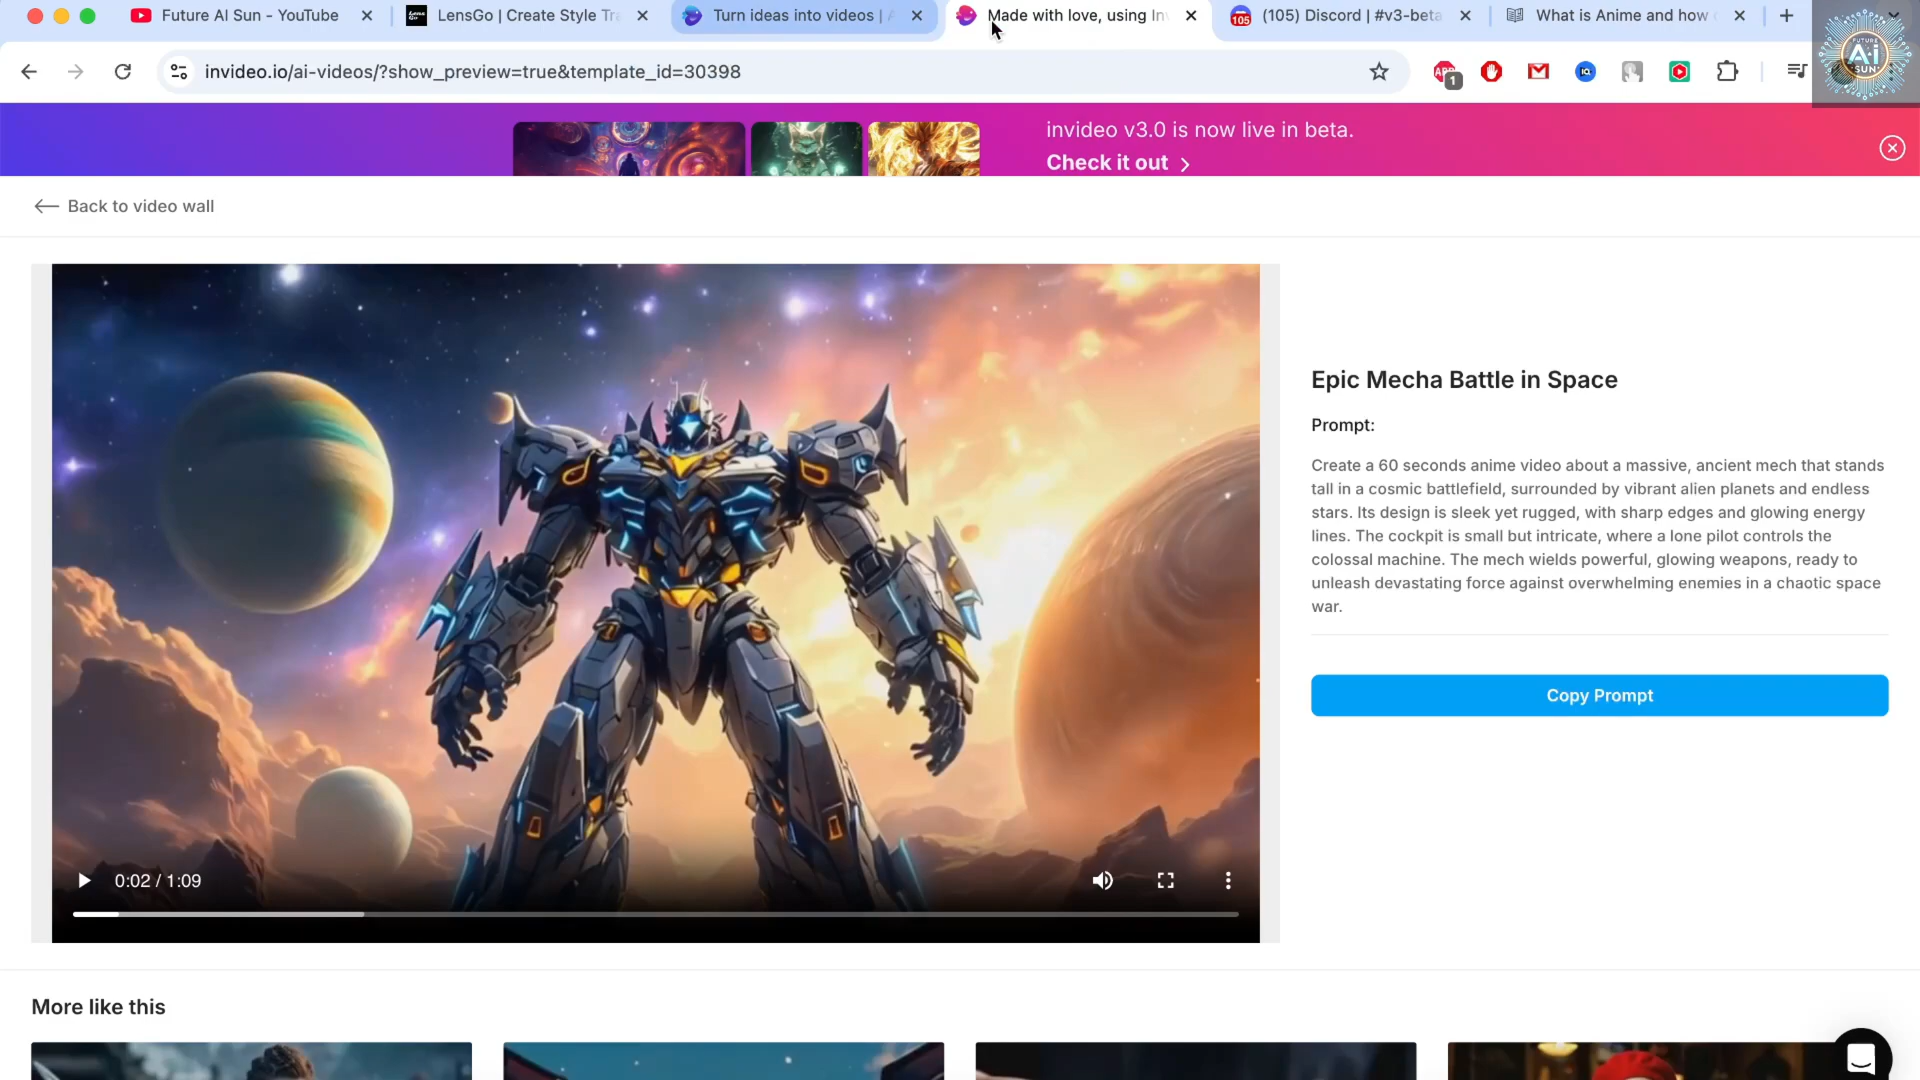 Future AI Sun - YouTube
LensGo | Create Style Tra
Turn ideas into videos | A
Made with love, using Inv
(105) Discord | #v3-beta
What is Anime and how
invideo.io/ai-videos/?show_preview=true&template_id=30398
1
FUTURE
Ai
SUN
invideo v3.0 is now live in beta.
Check it out
Back to video wall
Epic Mecha Battle in Space
Prompt:
Create a 60 seconds anime video about a massive, ancient mech that stands
tall in a cosmic battlefield, surrounded by vibrant alien planets and endless
stars. Its design is sleek yet rugged, with sharp edges and glowing energy
lines. The cockpit is small but intricate, where a lone pilot controls the
colossal machine. The mech wields powerful, glowing weapons, ready to
unleash devastating force against overwhelming enemies in a chaotic space
war.
Copy Prompt
0:02 / 1:09
More like this